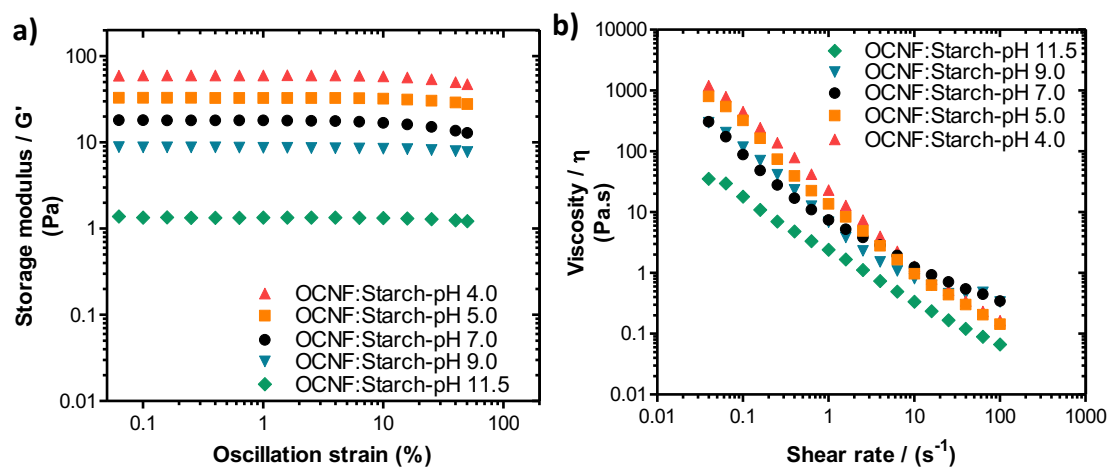 a)
Storage modulus / G'
(Pa)
100
10
1
0.1
0.01
0.1
1
10
100
Oscillation strain (%)
OCNF:Starch-pH 4.0
OCNF:Starch-pH 5.0
OCNF:Starch-pH 7.0
OCNF:Starch-pH 9.0
OCNF:Starch-pH 11.5
b)
Viscosity / η
(Pa.s)
10000
1000
100
10
1
0.1
0.01
0.01
0.1
1
10
100
1000
Shear rate / (s⁻¹)
OCNF:Starch-pH 11.5
OCNF:Starch-pH 9.0
OCNF:Starch-pH 7.0
OCNF:Starch-pH 5.0
OCNF:Starch-pH 4.0